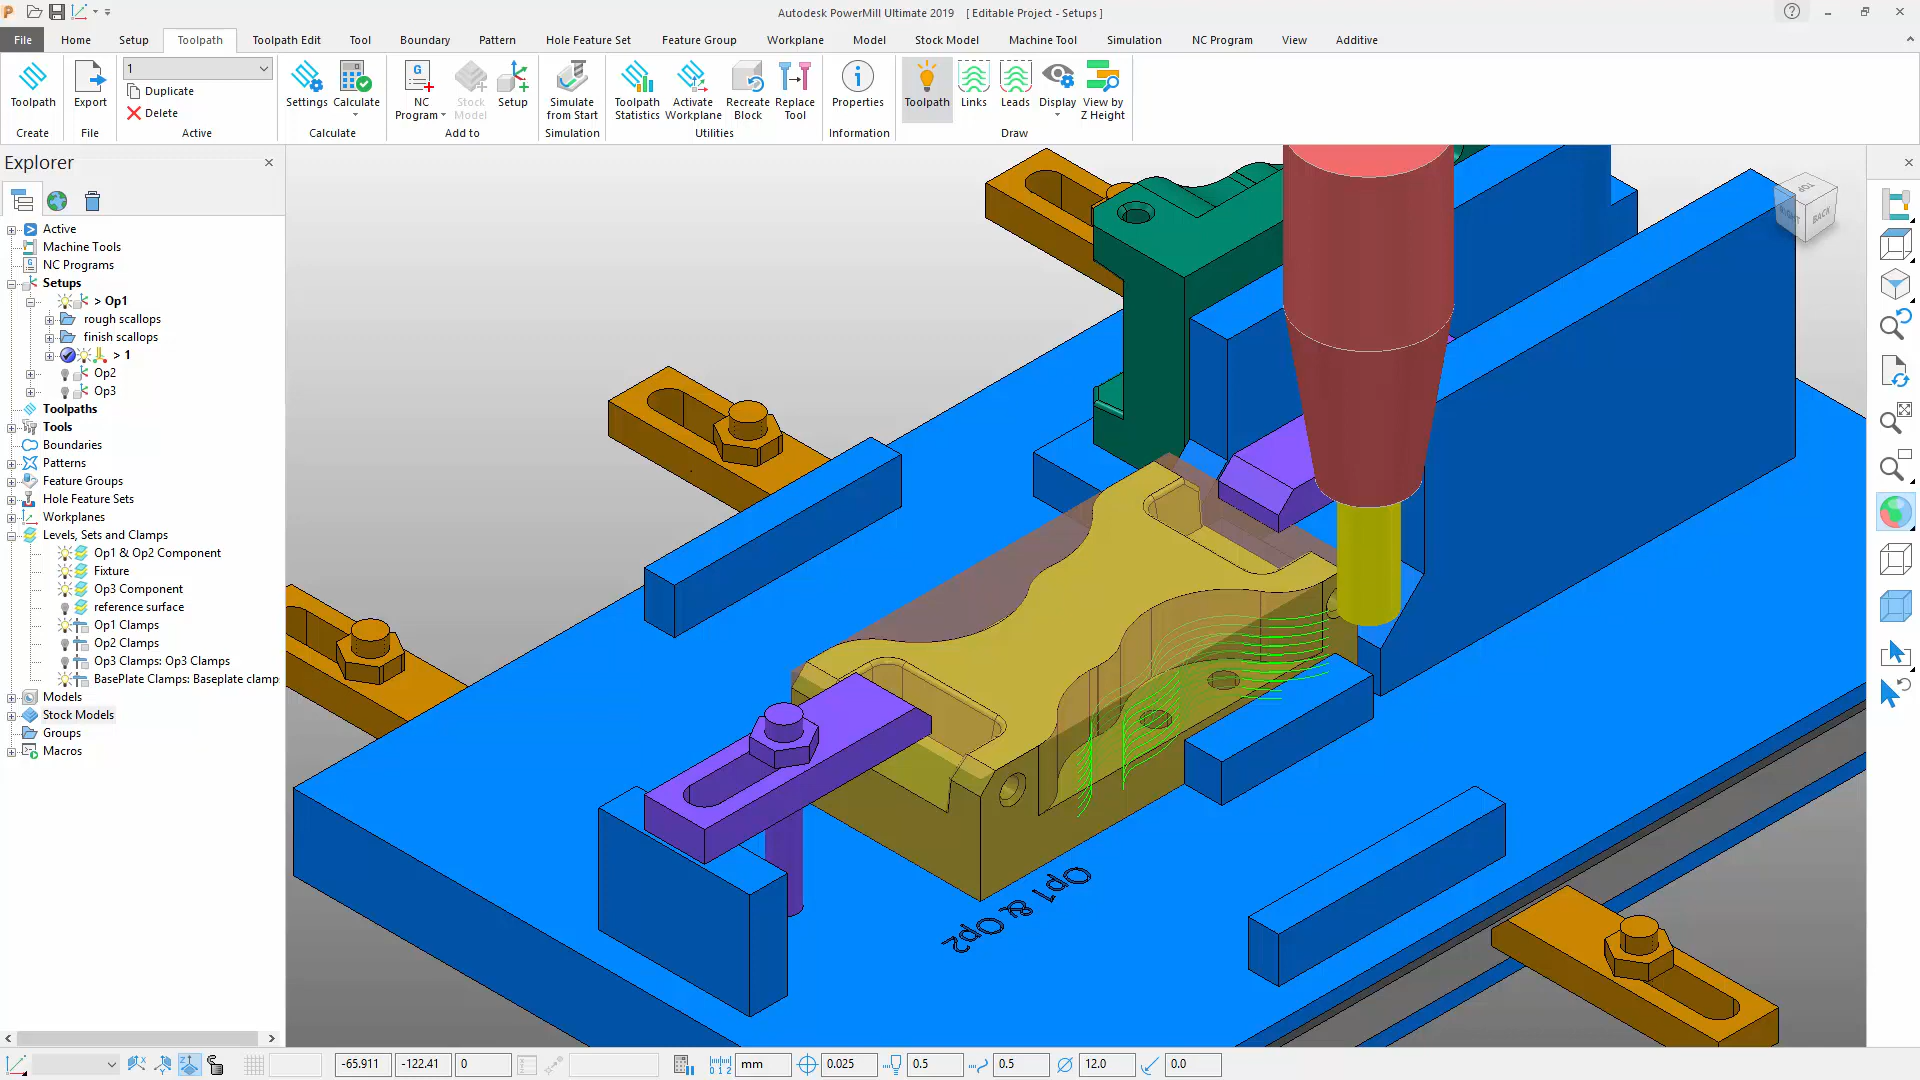 Autodesk PowerMill Ultimate 2019 [ Editable Project - Setups ]
File Home Setup Toolpath Toolpath Edit Tool Boundary Pattern Hole Feature Set Feature Group Workplane Model Stock Model Machine Tool Simulation NC Program View Additive
Toolpath
Create
Export
File
1
Duplicate
Delete
Active
Settings
Calculate
Calculate
NC Program
Stock Model
Setup
Add to
Simulate from Start
Simulation
Toolpath Statistics
Activate Workplane
Recreate Block
Replace Tool
Utilities
Properties
Information
Toolpath
Links
Leads
Display
View by Z Height
Draw
Explorer
Active
Machine Tools
NC Programs
Setups
> Op1
rough scallops
finish scallops
> 1
Op2
Op3
Toolpaths
Tools
Boundaries
Patterns
Feature Groups
Hole Feature Sets
Workplanes
Levels, Sets and Clamps
Op1 & Op2 Component
Fixture
Op3 Component
reference surface
Op1 Clamps
Op2 Clamps
Op3 Clamps: Op3 Clamps
BasePlate Clamps: Baseplate clamp
Models
Stock Models
Groups
Macros
TOP
RIGHT
BACK
Op1 & Op2
-65.911 -122.41 0 mm 0.025 0.5 0.5 12.0 0.0